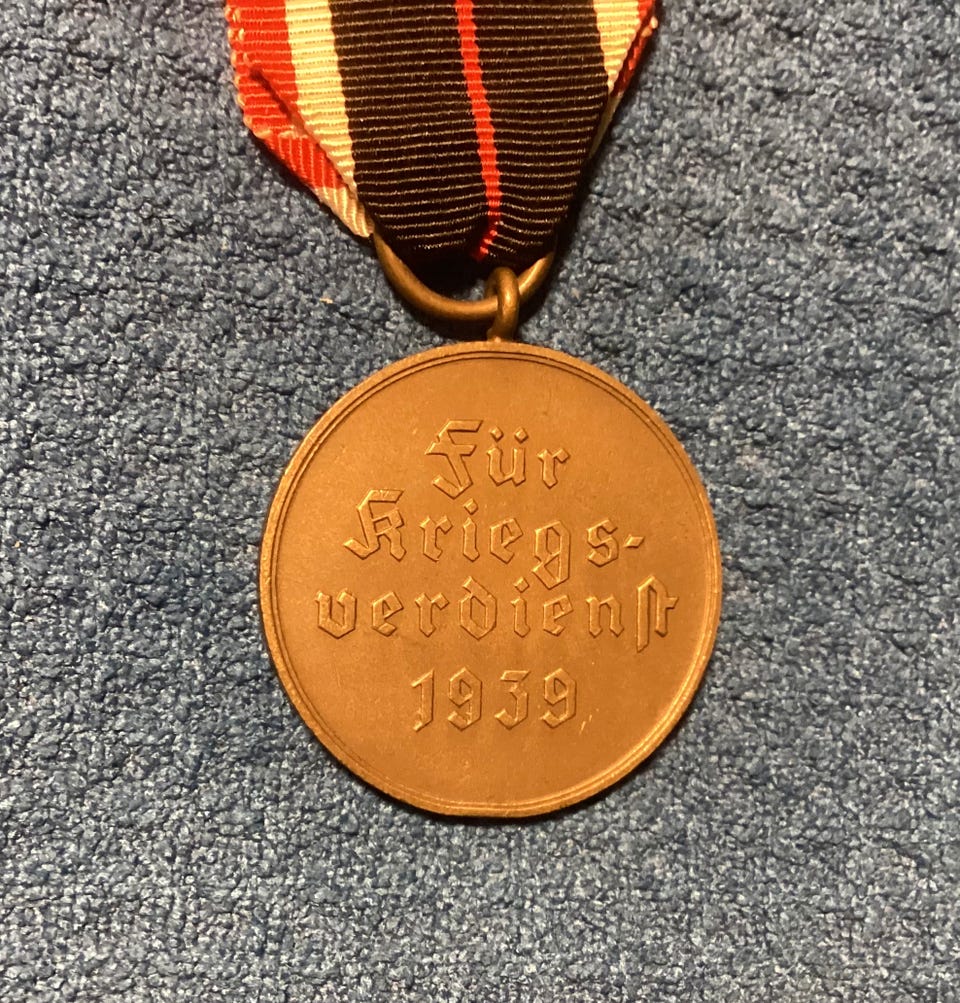 Für
Kriegs-
verdienst
1939